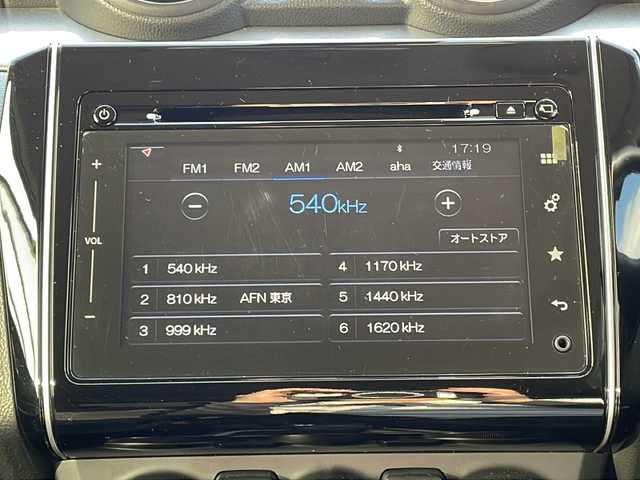 17:19
FM1 FM2 AM1 AM2 aha 交通情報
540kHz
VOL
オートストア
1 540 kHz
2 810 kHz AFN 東京
3 999 kHz
4 1170 kHz
5 1440 kHz
6 1620 kHz